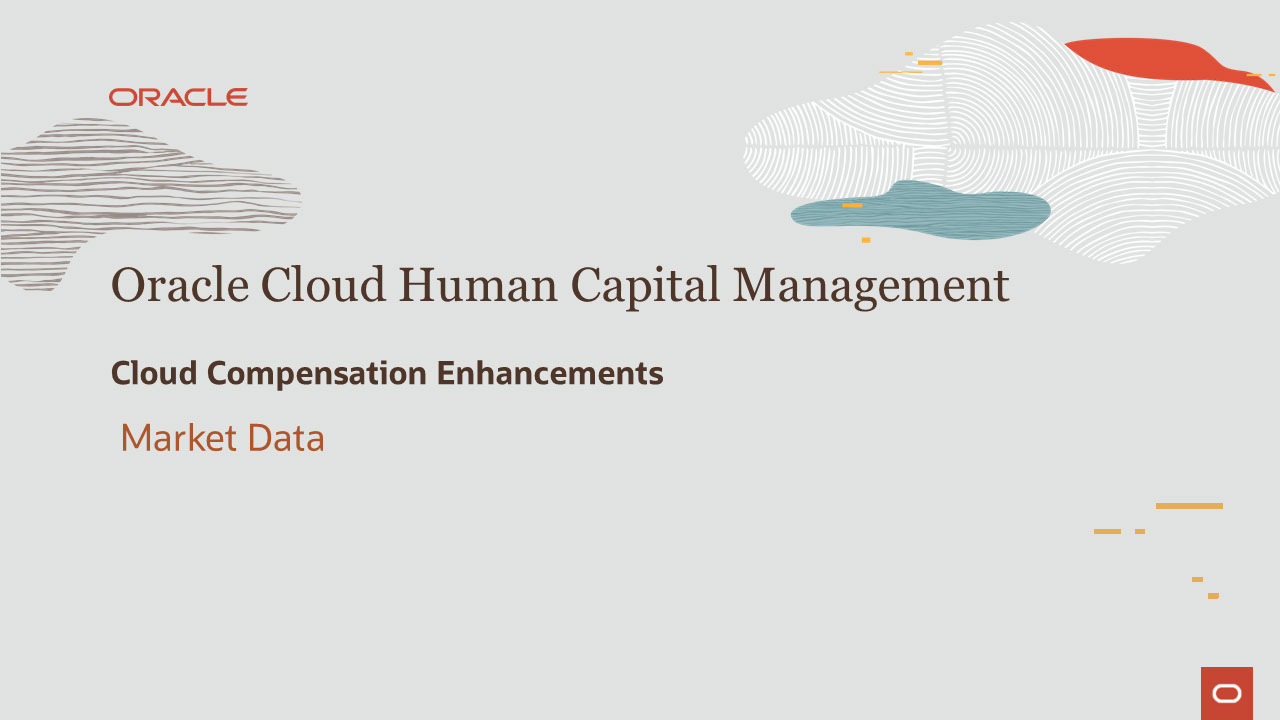 ORACLE
Oracle Cloud Human Capital Management
Cloud Compensation Enhancements
Market Data